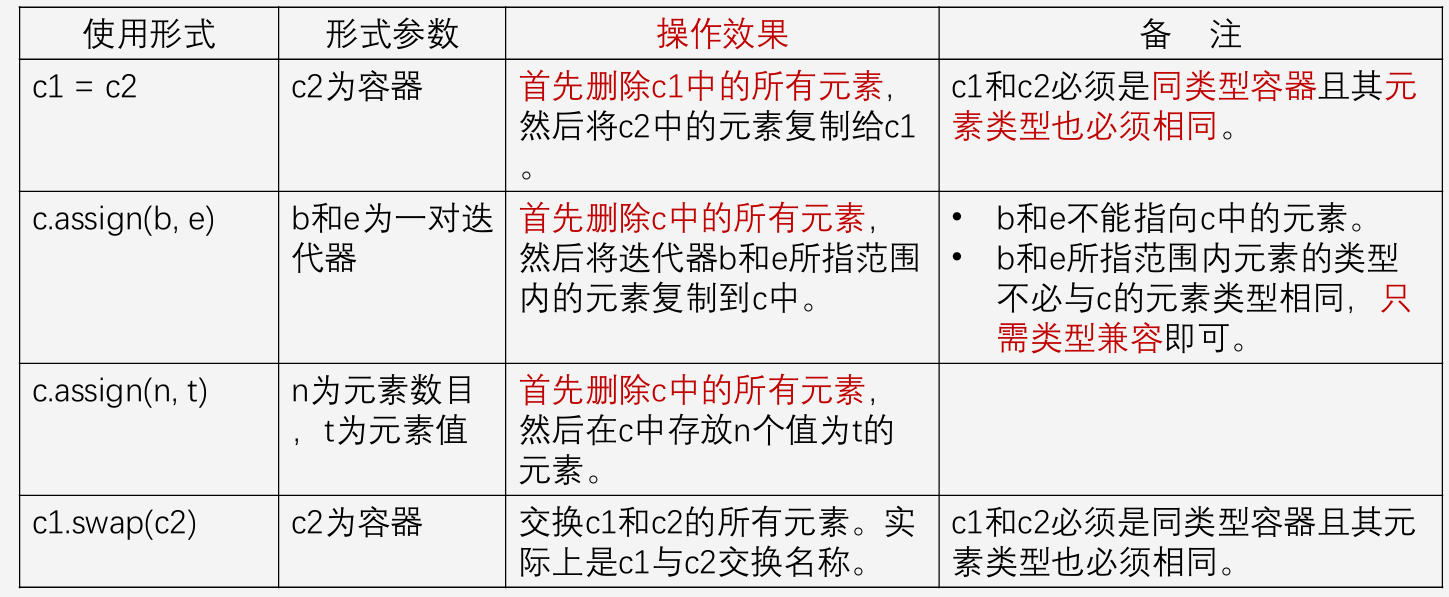 使用形式 形式参数 操作效果 备 注
c1 = c2
c2为容器
首先删除c1中的所有元素，
然后将c2中的元素复制给c1
。
c1和c2必须是同类型容器且其元
素类型也必须相同。
c.assign(b, e)
b和e为一对迭
代器
首先删除c中的所有元素，
然后将迭代器b和e所指范围
内的元素复制到c中。
• b和e不能指向c中的元素。
• b和e所指范围内元素的类型
不必与c的元素类型相同，只
需类型兼容即可。
c.assign(n, t)
n为元素数目
，t为元素值
首先删除c中的所有元素，
然后在c中存放n个值为t的
元素。
c1.swap(c2)
c2为容器
交换c1和c2的所有元素。实
际上是c1与c2交换名称。
c1和c2必须是同类型容器且其元
素类型也必须相同。